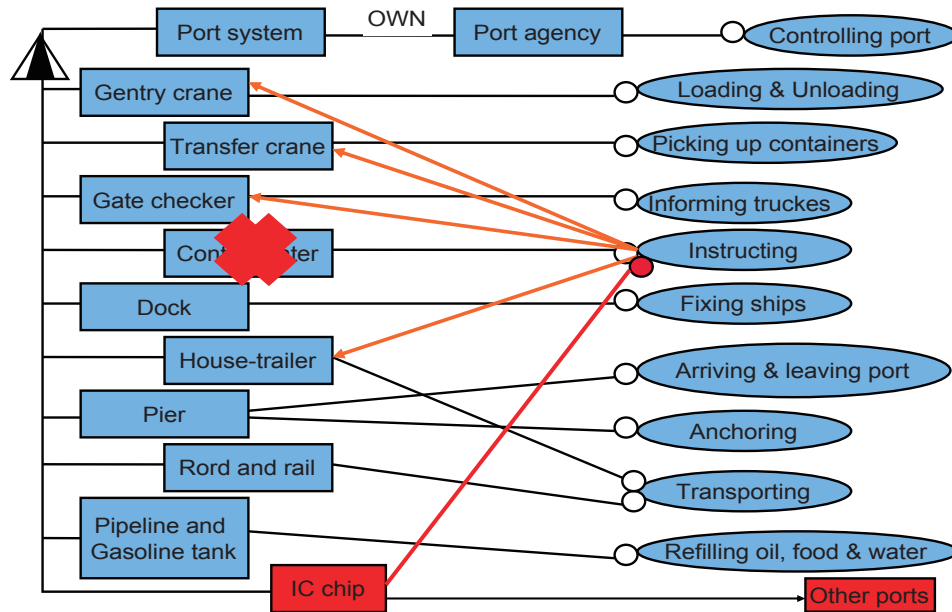 Port system
OWN
Port agency
Controlling port
Gentry crane
Loading & Unloading
Transfer crane
Picking up containers
Gate checker
Informing truckes
Instructing
Dock
Fixing ships
House-trailer
Arriving & leaving port
Pier
Anchoring
Rord and rail
Transporting
Pipeline and
Gasoline tank
Refilling oil, food & water
IC chip
Other ports